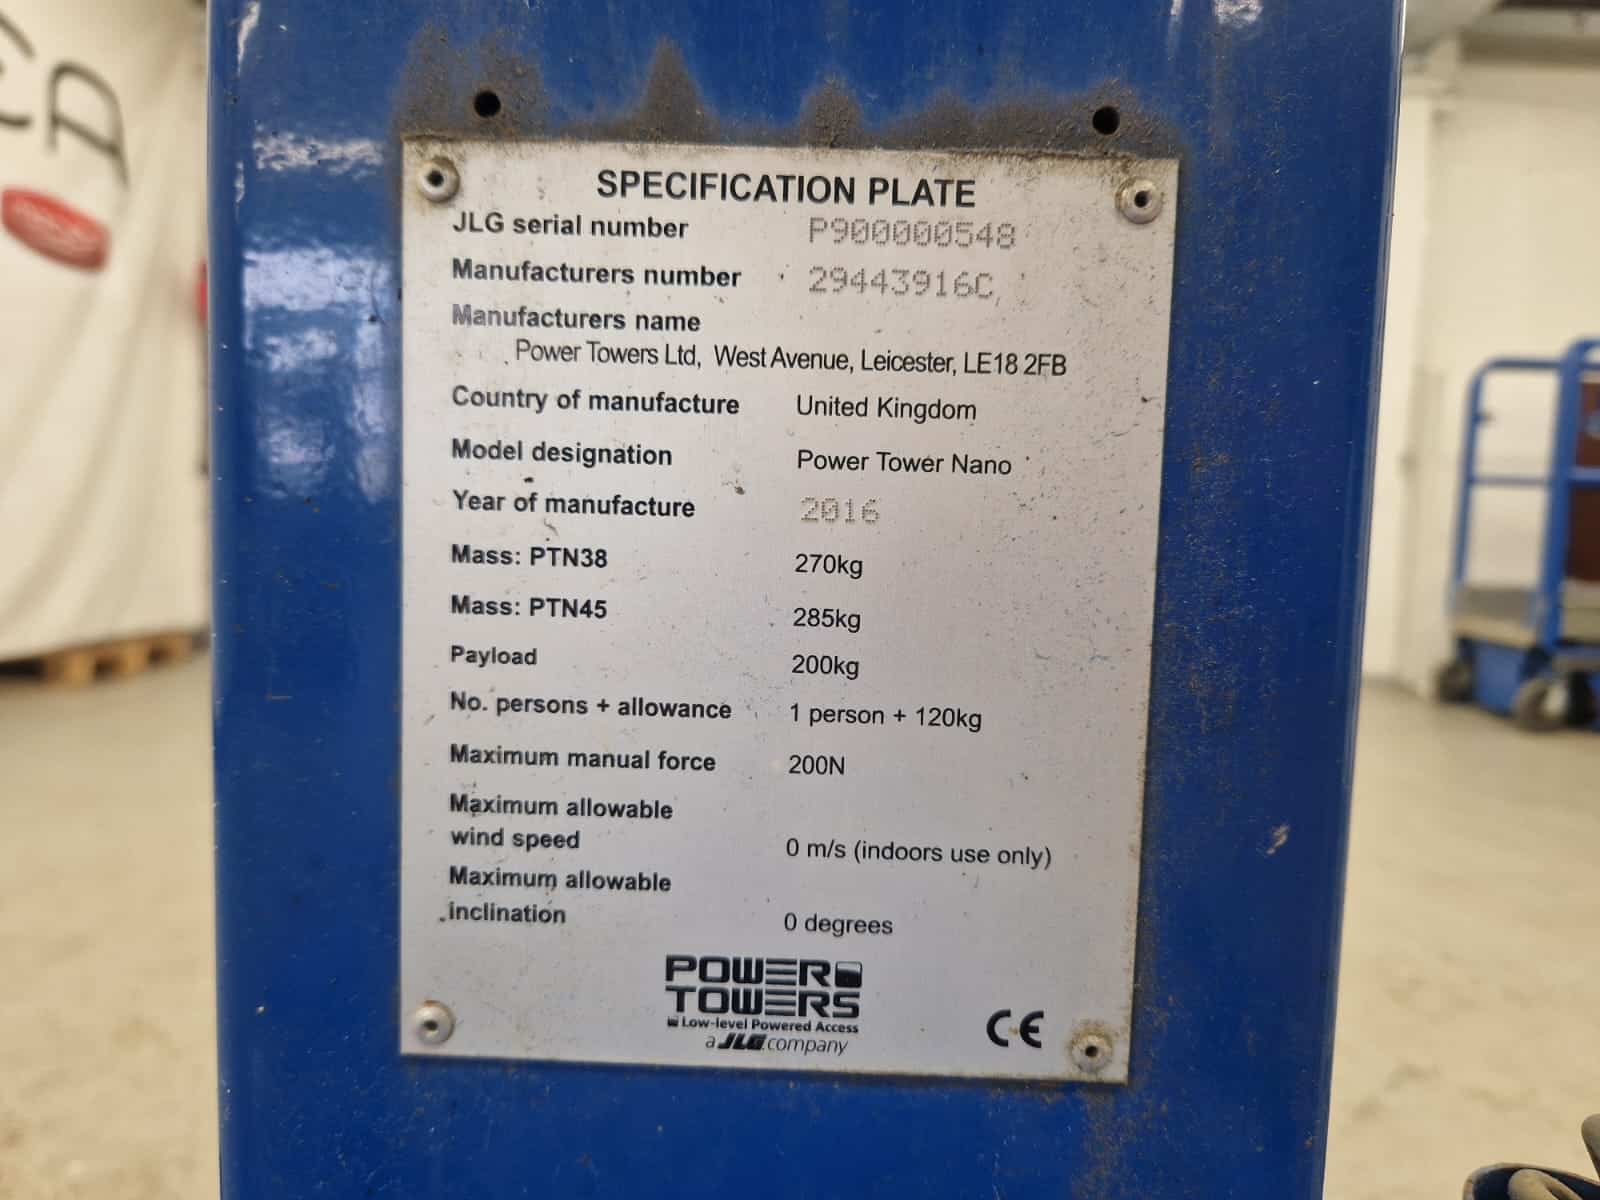 SPECIFICATION PLATE
JLG serial number P900000548
Manufacturers number 29443916C
Manufacturers name
Power Towers Ltd, West Avenue, Leicester, LE18 2FB
Country of manufacture United Kingdom
Model designation Power Tower Nano
Year of manufacture 2016
Mass: PTN38 270kg
Mass: PTN45 285kg
Payload 200kg
No. persons + allowance 1 person + 120kg
Maximum manual force 200N
Maximum allowable
wind speed 0 m/s (indoors use only)
Maximum allowable
inclination 0 degrees
POWER
TOWERS
Low-level Powered Access
a JLG company
CE